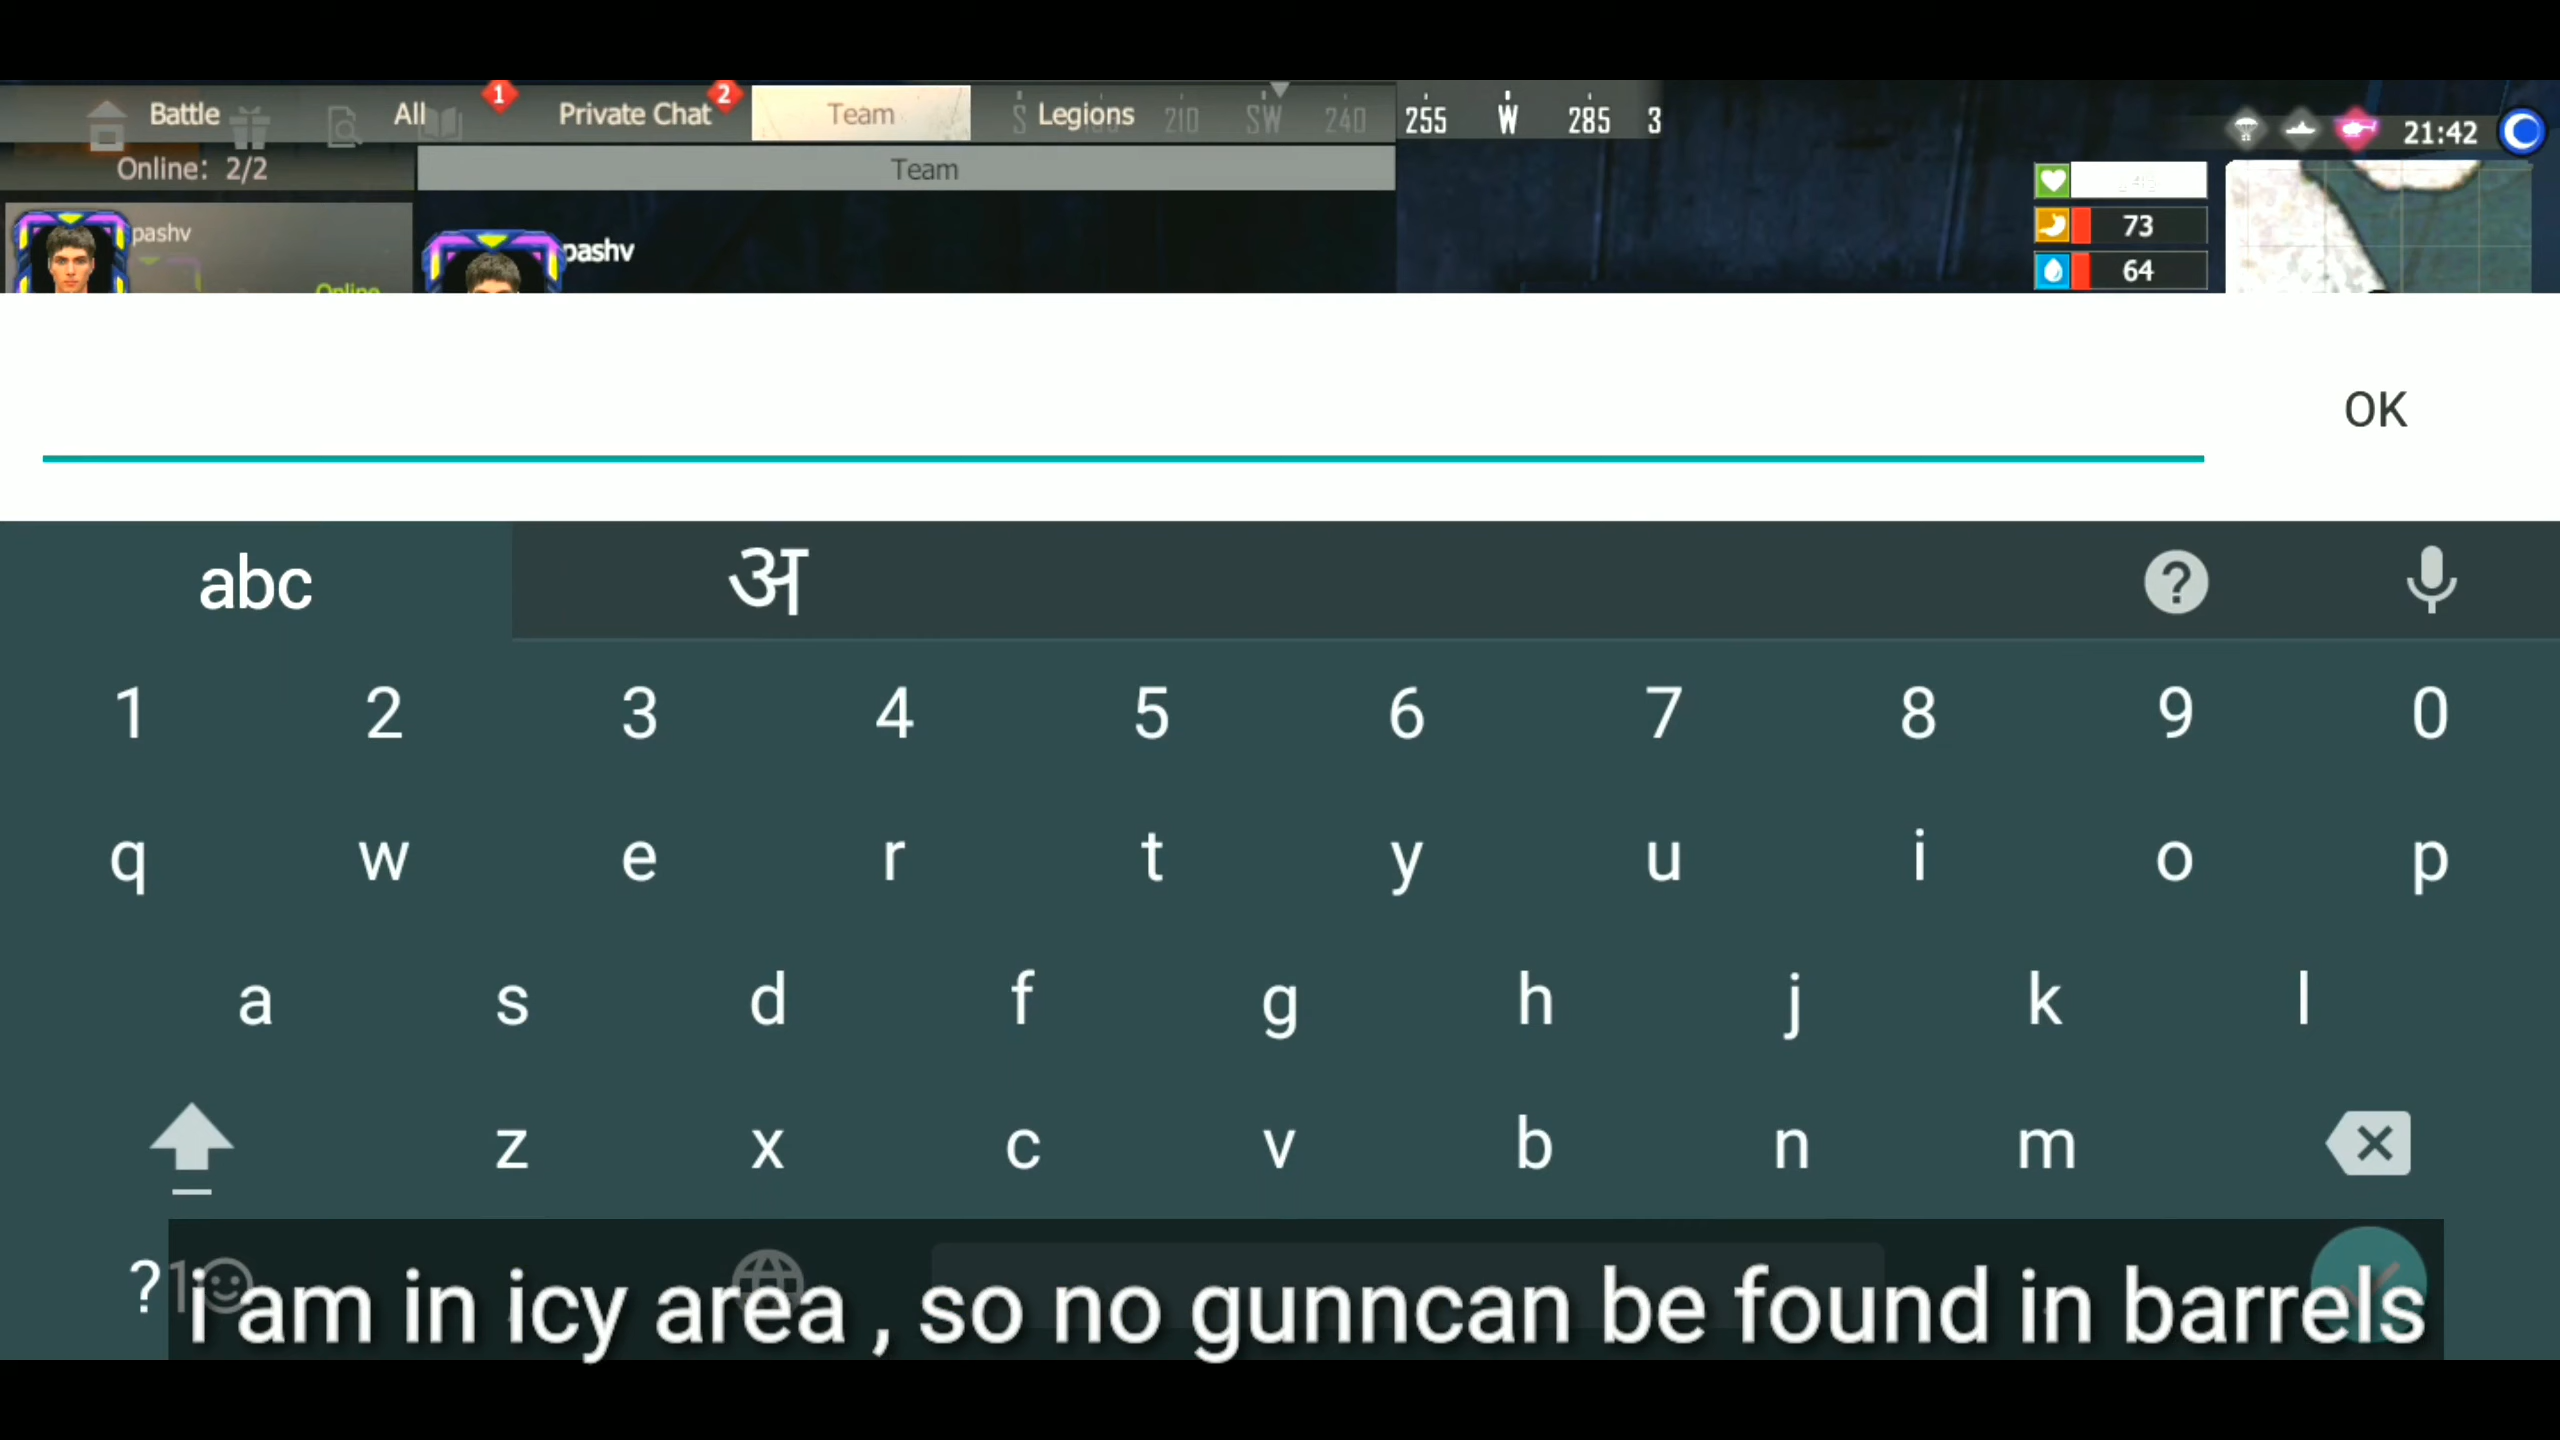 Battle All 1 Private Chat 2 Team Legions
S 210 SW 240 255 W 285 3
21:42
Online: 2/2 Team
pashv
Online
pashv
73
64
OK
abc अ ?
1 2 3 4 5 6 7 8 9 0
q w e r t y u i o p
a s d f g h j k l
z x c v b n m
?1
i am in icy area , so no gunncan be found in barrels